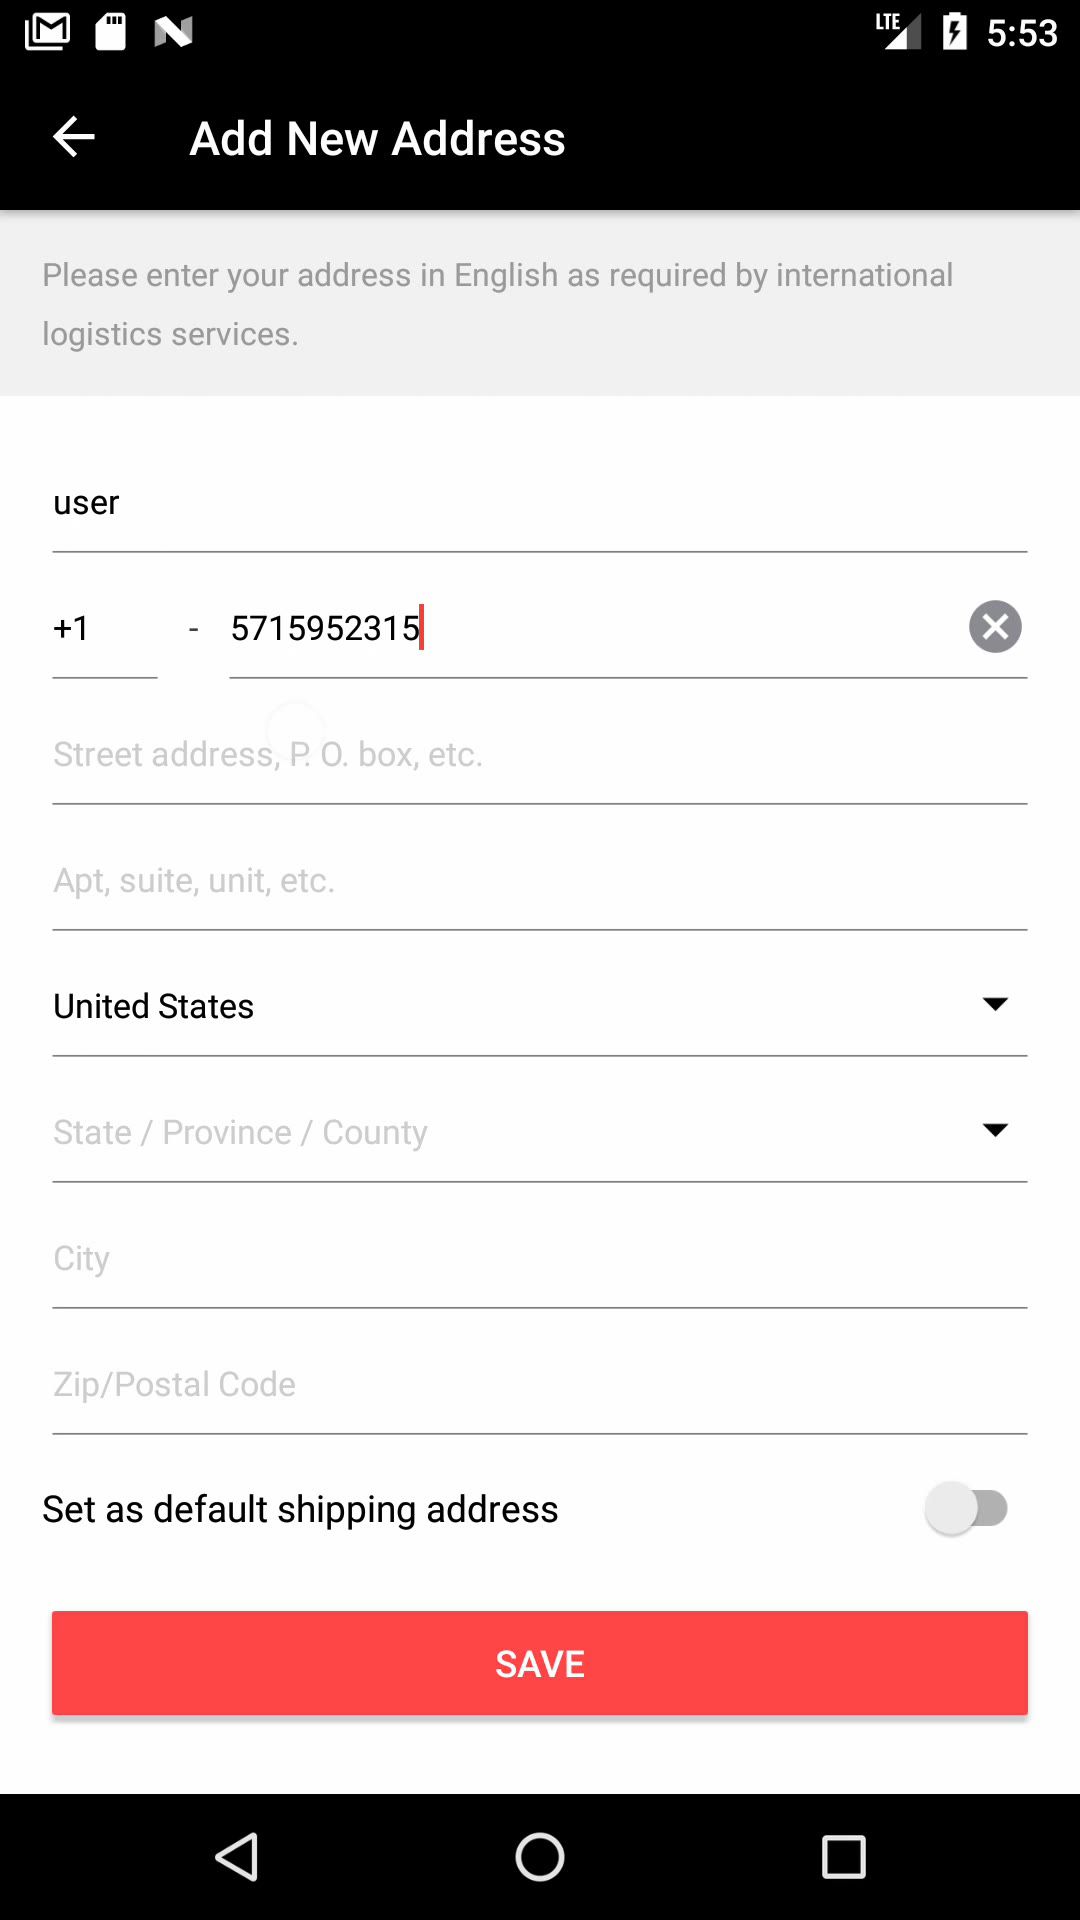 LTE 5:53
Add New Address
Please enter your address in English as required by international
logistics services.
user
+1 - 5715952315
Street address, P. O. box, etc.
Apt, suite, unit, etc.
United States
State / Province / County
City
Zip/Postal Code
Set as default shipping address
SAVE